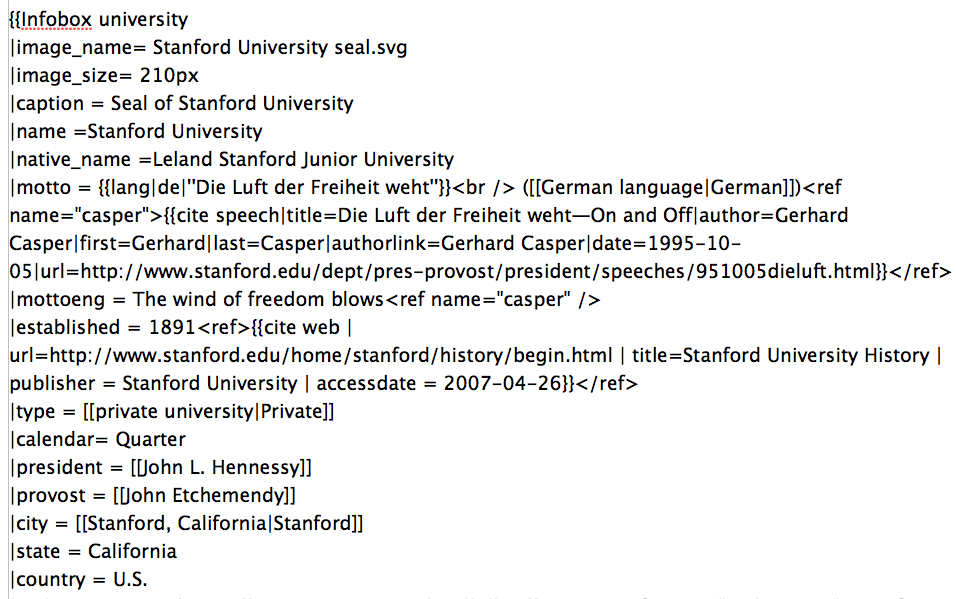 {{Infobox university
|image_name= Stanford University seal.svg
|image_size= 210px
|caption = Seal of Stanford University
|name =Stanford University
|native_name =Leland Stanford Junior University
|motto = {{lang|de|"Die Luft der Freiheit weht"}}<br /> ([[German language|German]])<ref
name="casper">{{cite speech|title=Die Luft der Freiheit weht—On and Off|author=Gerhard
Casper|first=Gerhard|last=Casper|authorlink=Gerhard Casper|date=1995-10-
05|url=http://www.stanford.edu/dept/pres-provost/president/speeches/951005dieluft.html}}</ref>
|mottoeng = The wind of freedom blows<ref name="casper" />
|established = 1891<ref>{{cite web |
url=http://www.stanford.edu/home/stanford/history/begin.html | title=Stanford University History |
publisher = Stanford University | accessdate = 2007-04-26}}</ref>
|type = [[private university|Private]]
|calendar= Quarter
|president = [[John L. Hennessy]]
|provost = [[John Etchemendy]]
|city = [[Stanford, California|Stanford]]
|state = California
|country = U.S.